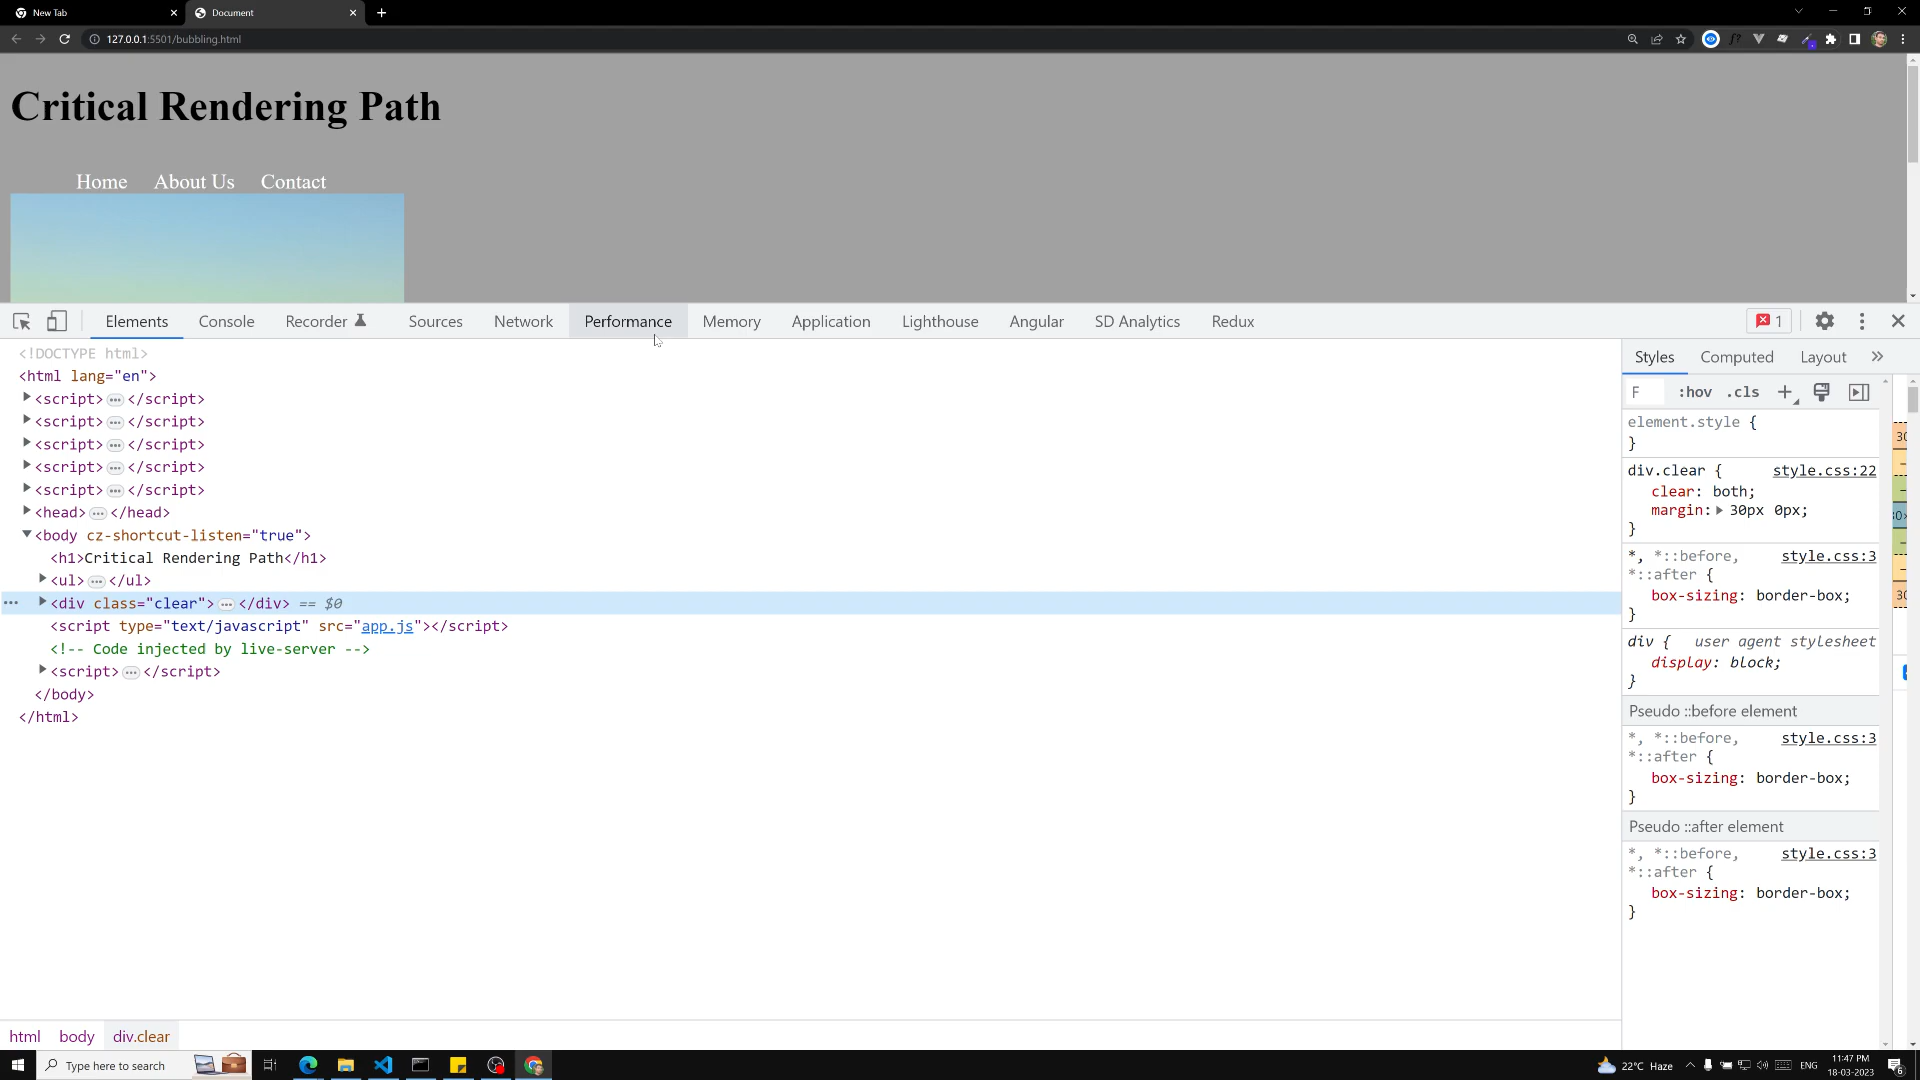 New Tab
Document
127.0.0.1:5501/bubbling.html
Critical Rendering Path
Home About Us Contact
Elements Console Recorder Sources Network Performance Memory Application Lighthouse Angular SD Analytics Redux 1
<!DOCTYPE html>
<html lang="en">
<script> … </script>
<script> … </script>
<script> … </script>
<script> … </script>
<script> … </script>
<head> … </head>
<body cz-shortcut-listen="true">
<h1>Critical Rendering Path</h1>
<ul> … </ul>
<div class="clear"> … </div> == $0
<script type="text/javascript" src="app.js"></script>
<!-- Code injected by live-server -->
<script> … </script>
</body>
</html>
Styles Computed Layout
F :hov .cls
element.style {
}
div.clear { style.css:22
clear: both;
margin: 30px 0px;
}
*, *::before, style.css:3
*::after {
box-sizing: border-box;
}
div { user agent stylesheet
display: block;
}
Pseudo ::before element
*, *::before, style.css:3
*::after {
box-sizing: border-box;
}
Pseudo ::after element
*, *::before, style.css:3
*::after {
box-sizing: border-box;
}
html body div.clear
Type here to search
22°C Haze
ENG
11:47 PM
18-03-2023
6